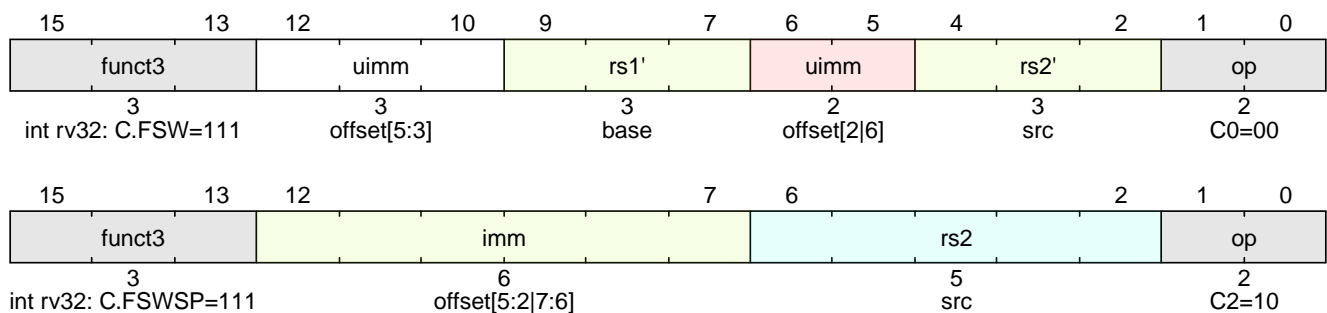 15 13 12 10 9 7 6 5 4 2 1 0
funct3 uimm rs1' uimm rs2' op
3 3 3 2 3 2
int rv32: C.FSW=111 offset[5:3] base offset[2|6] src C0=00
15 13 12 7 6 2 1 0
funct3 imm rs2 op
3 6 5 2
int rv32: C.FSWSP=111 offset[5:2|7:6] src C2=10